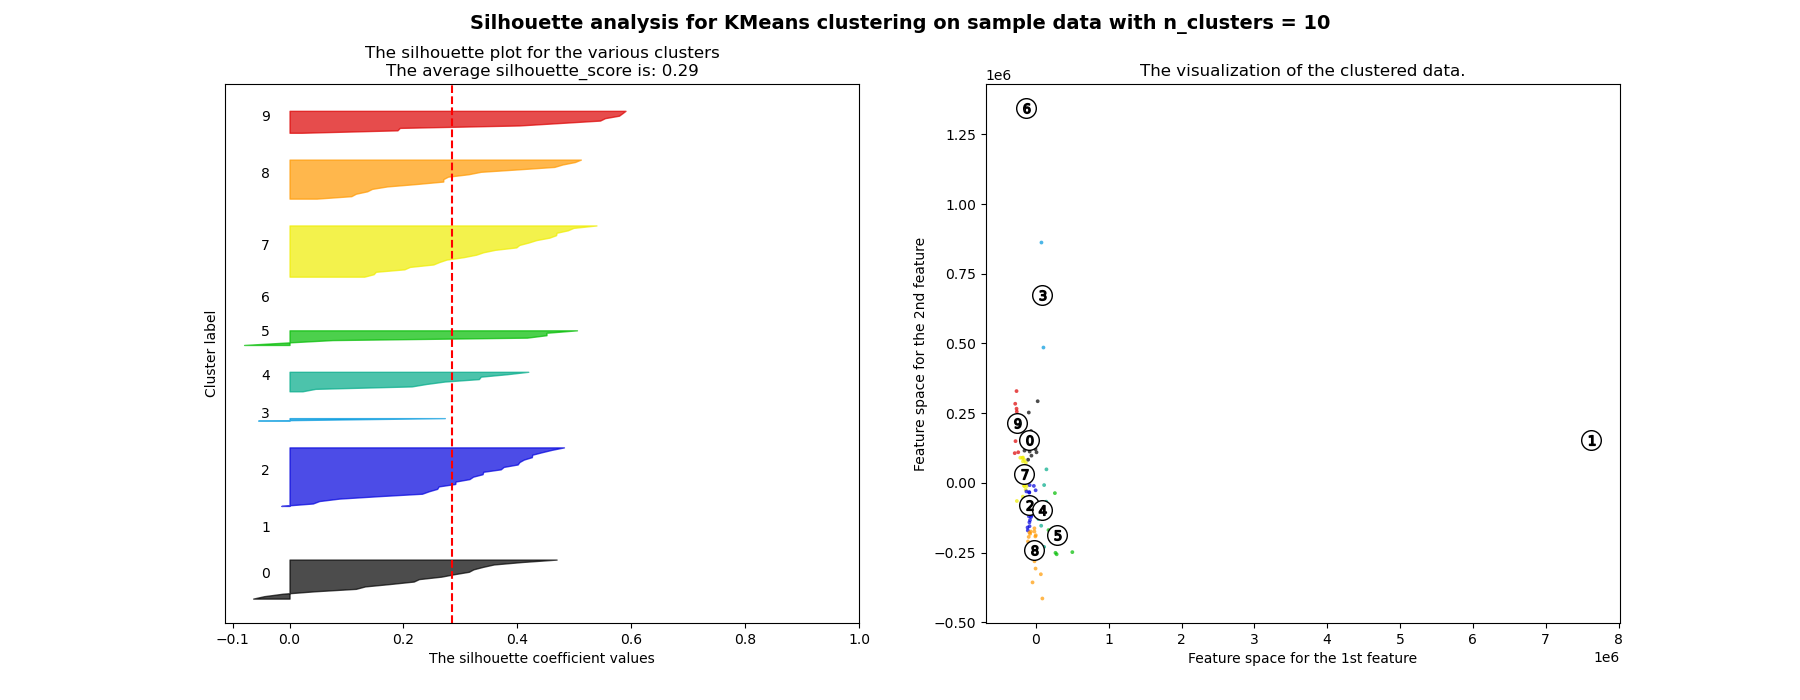 Silhouette analysis for KMeans clustering on sample data with n_clusters = 10
The silhouette plot for the various clusters
The average silhouette_score is: 0.29
Cluster label
9
8
7
6
5
4
3
2
1
0
−0.1 0.0 0.2 0.4 0.6 0.8 1.0
The silhouette coefficient values
The visualization of the clustered data.
1e6
Feature space for the 2nd feature
1.25
1.00
0.75
0.50
0.25
0.00
−0.25
−0.50
6
3
9
0
1
7
2
4
5
8
0 1 2 3 4 5 6 7 8
1e6
Feature space for the 1st feature